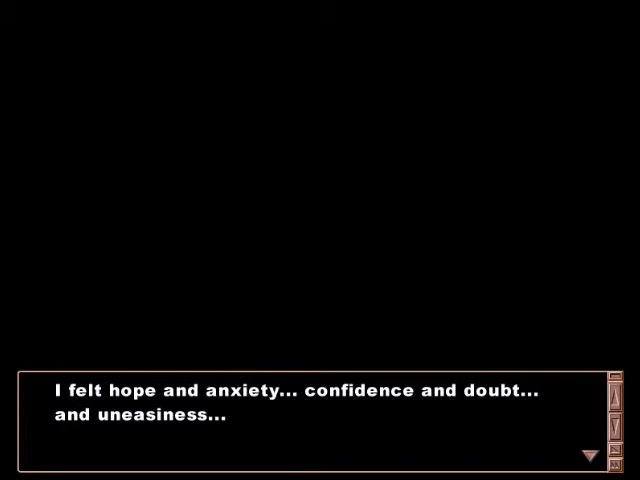 I felt hope and anxiety... confidence and doubt...
and uneasiness...